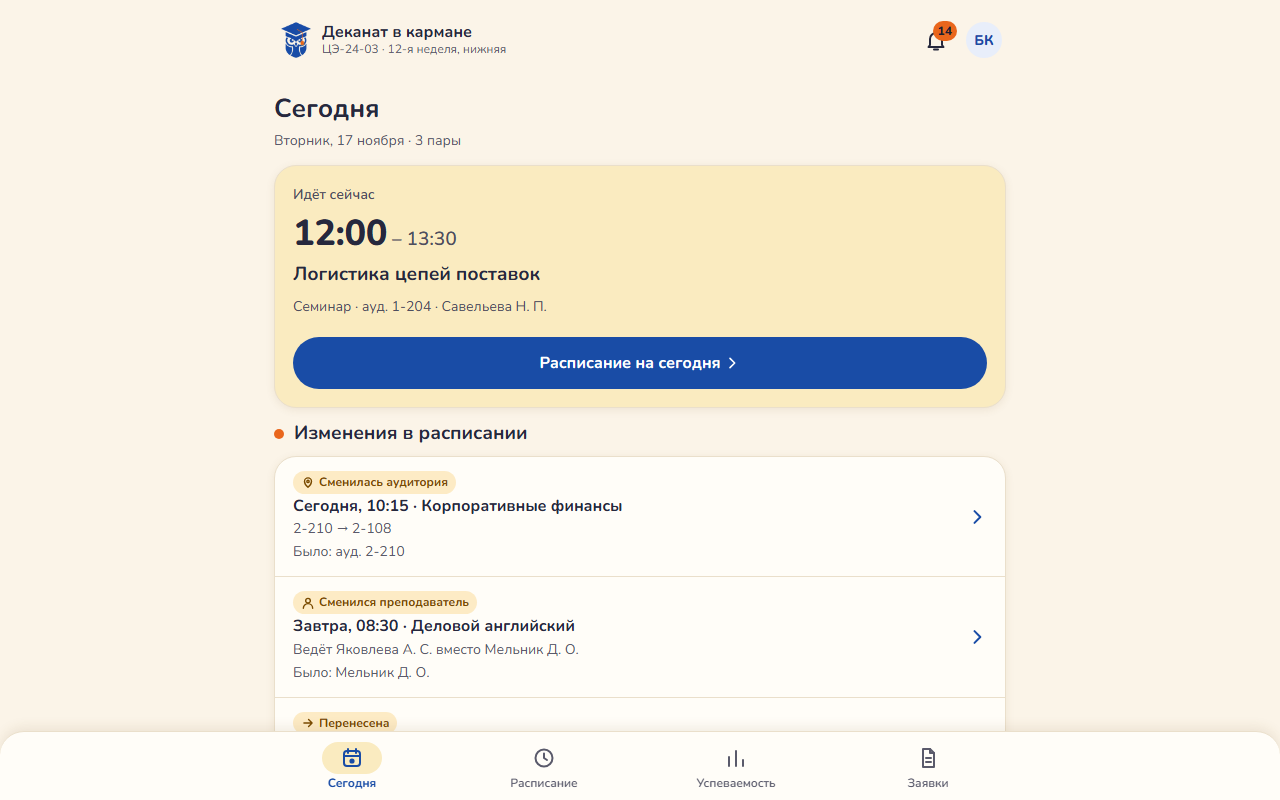 Деканат в кармане
ЦЭ-24-03 · 12-я неделя, нижняя
14
БК
Сегодня
Вторник, 17 ноября · 3 пары
Идёт сейчас
12:00 – 13:30
Логистика цепей поставок
Семинар · ауд. 1-204 · Савельева Н. П.
Расписание на сегодня
Изменения в расписании
Сменилась аудитория
Сегодня, 10:15 · Корпоративные финансы
2-210 → 2-108
Было: ауд. 2-210
Сменился преподаватель
Завтра, 08:30 · Деловой английский
Ведёт Яковлева А. С. вместо Мельник Д. О.
Было: Мельник Д. О.
Перенесена
Сегодня
Расписание
Успеваемость
Заявки